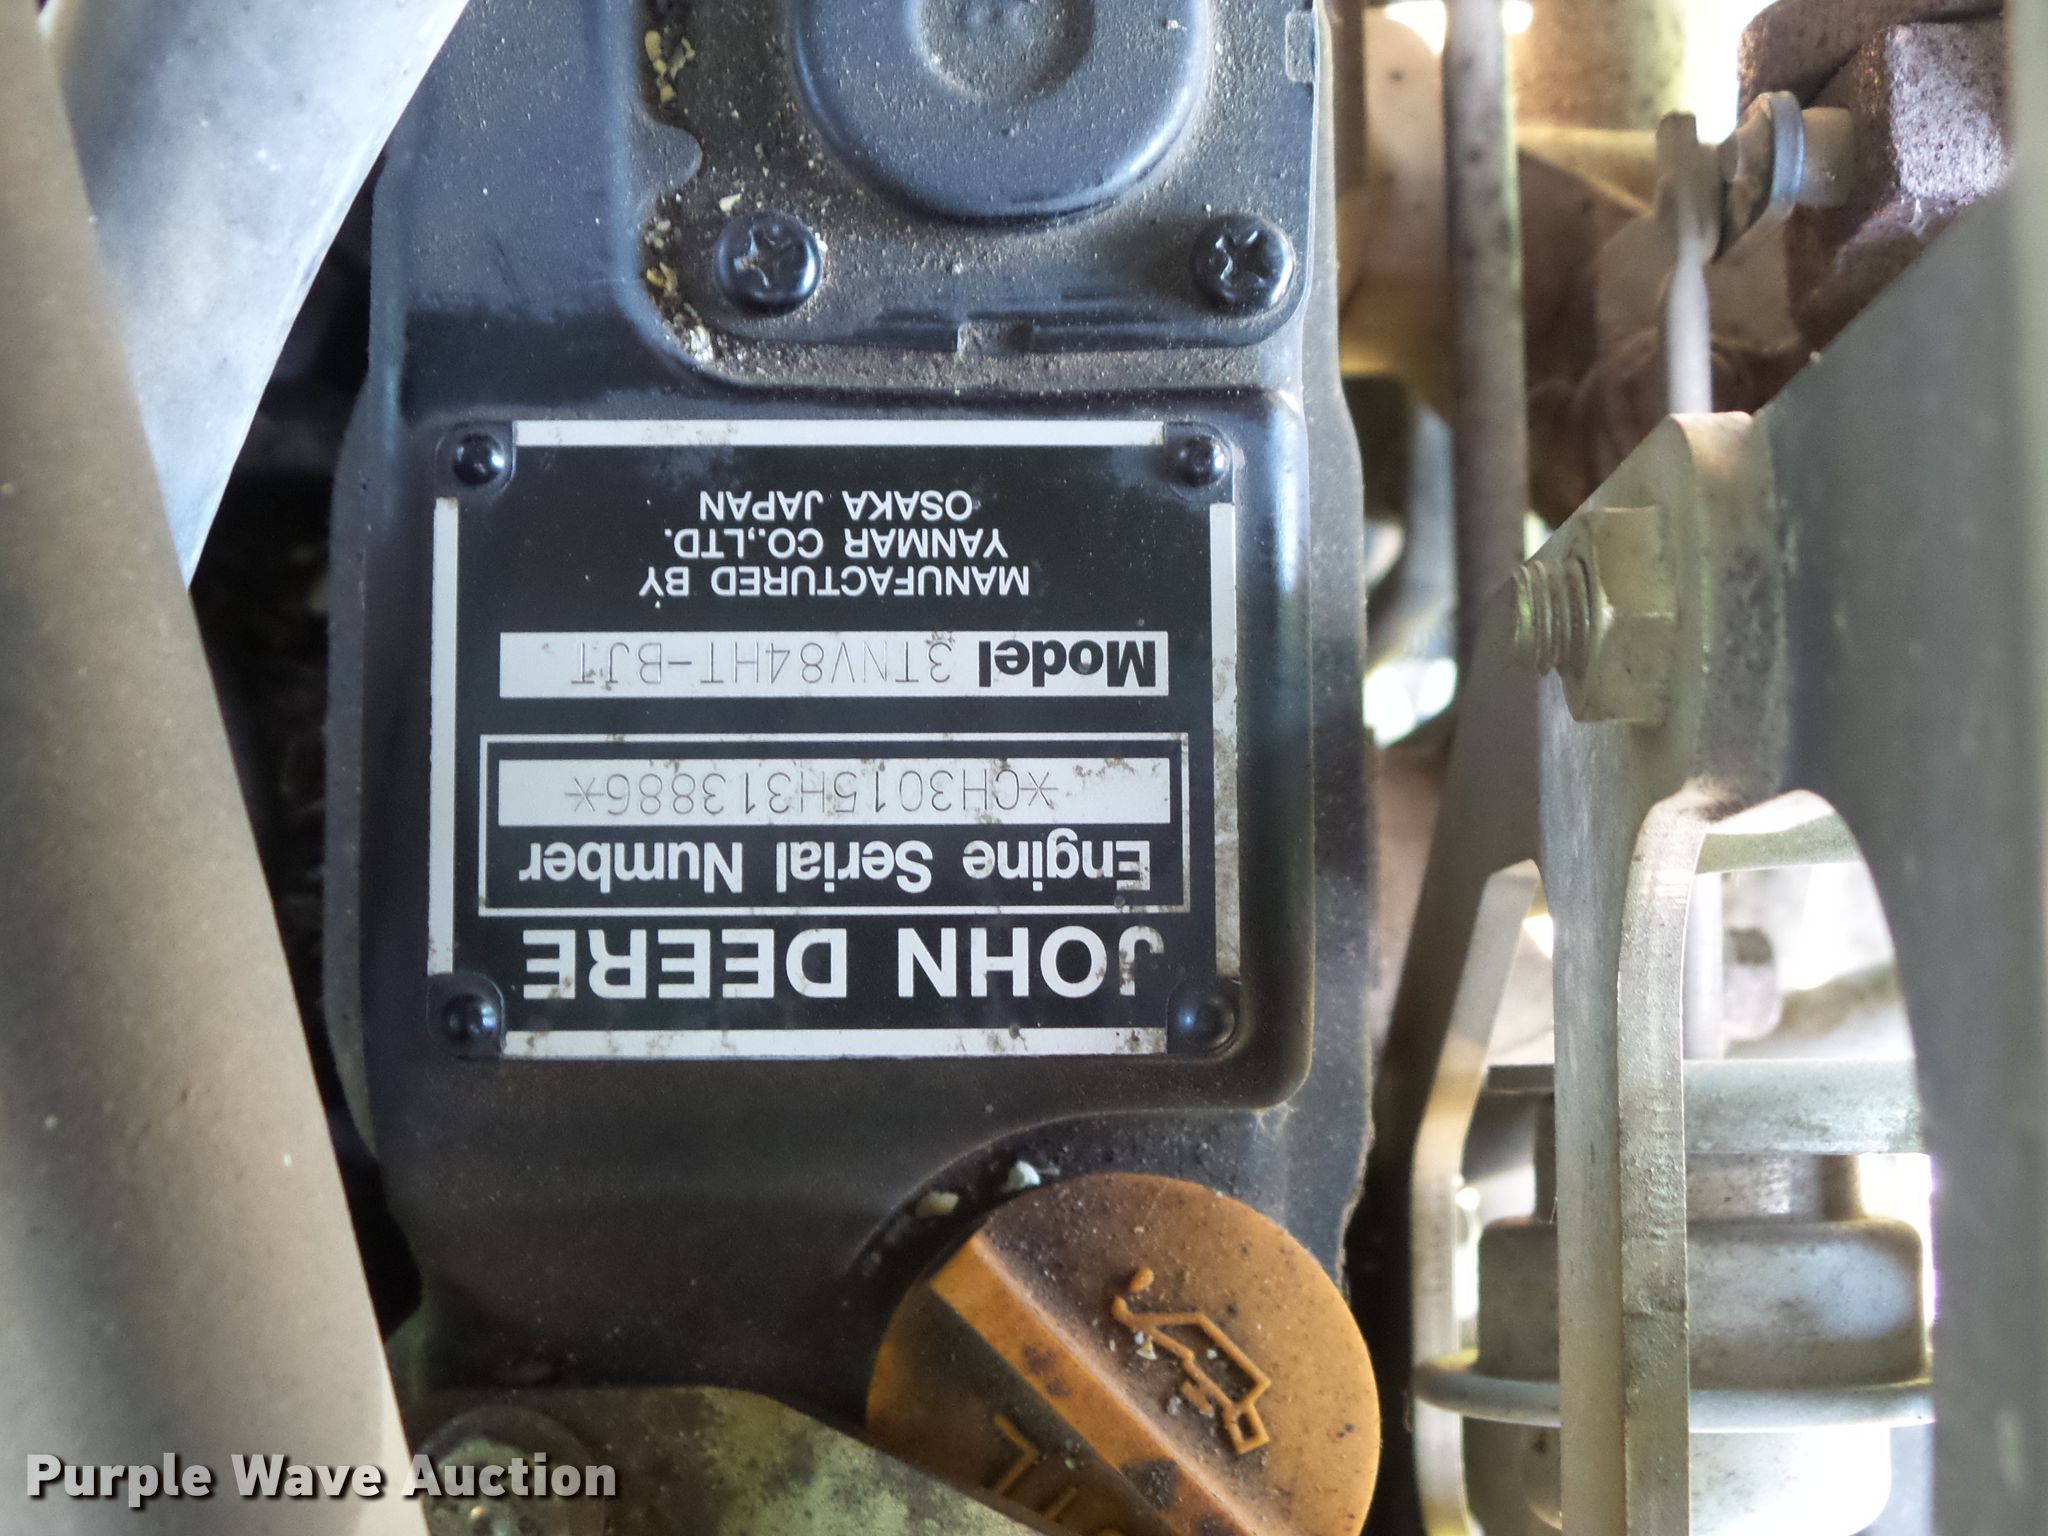 JOHN DEERE
Engine Serial Number
*CH3015H313886*
Model 3TNV84HT-BJT
MANUFACTURED BY
YANMAR CO.,LTD.
OSAKA JAPAN
Purple Wave Auction